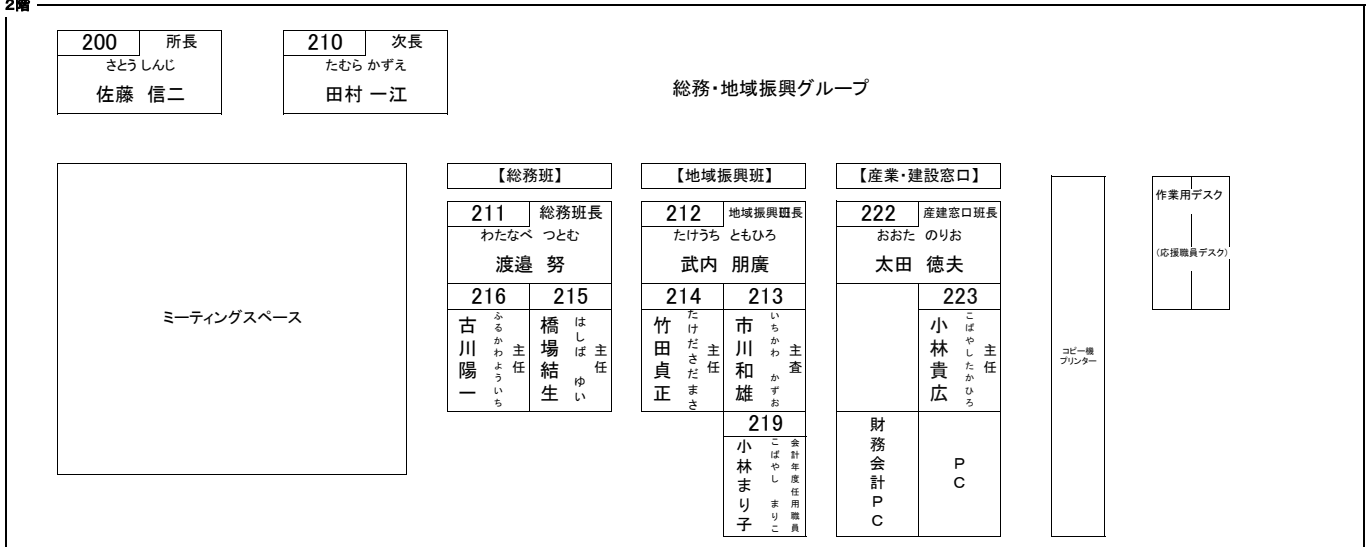 2階
200 所長
さとう しんじ
佐藤 信二
210 次長
たむら かずえ
田村 一江
総務・地域振興グループ
ミーティングスペース
【総務班】
211 総務班長
わたなべ つとむ
渡邉 努
216
古川陽一
ふるかわよういち
主任
215
橋場結生
はしば ゆい
主任
【地域振興班】
212 地域振興班長
たけうち ともひろ
武内 朋廣
214
竹田貞正
たけださだまさ
主任
213
市川和雄
いちかわ かずお
主査
219
小林まり子
こばやし まりこ
会計年度任用職員
【産業・建設窓口】
222 産建窓口班長
おおた のりお
太田 徳夫
223
小林貴広
こばやしたかひろ
主任
財務会計PC
PC
コピー機
プリンター
作業用デスク
(応援職員デスク)